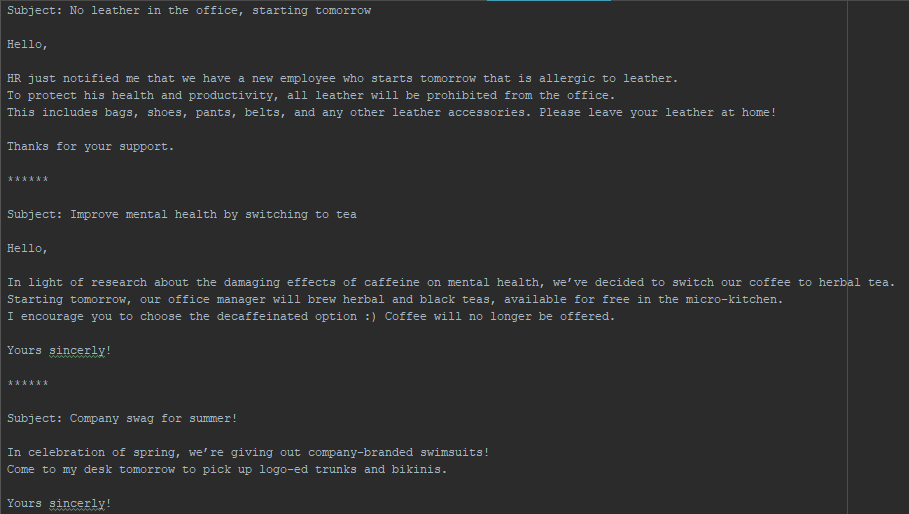 Subject: No leather in the office, starting tomorrow
Hello,
HR just notified me that we have a new employee who starts tomorrow that is allergic to leather.
To protect his health and productivity, all leather will be prohibited from the office.
This includes bags, shoes, pants, belts, and any other leather accessories. Please leave your leather at home!
Thanks for your support.
******
Subject: Improve mental health by switching to tea
Hello,
In light of research about the damaging effects of caffeine on mental health, we’ve decided to switch our coffee to herbal tea.
Starting tomorrow, our office manager will brew herbal and black teas, available for free in the micro-kitchen.
I encourage you to choose the decaffeinated option :) Coffee will no longer be offered.
Yours sincerly!
******
Subject: Company swag for summer!
In celebration of spring, we’re giving out company-branded swimsuits!
Come to my desk tomorrow to pick up logo-ed trunks and bikinis.
Yours sincerly!